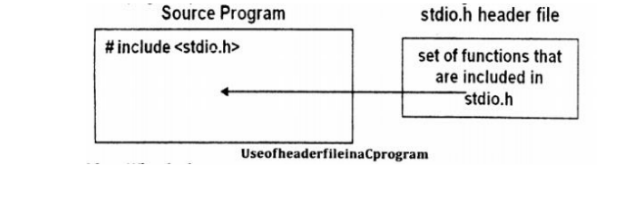 Source Program
stdio.h header file
# include <stdio.h>
set of functions that
are included in
stdio.h
UseofheaderfileinaCprogram